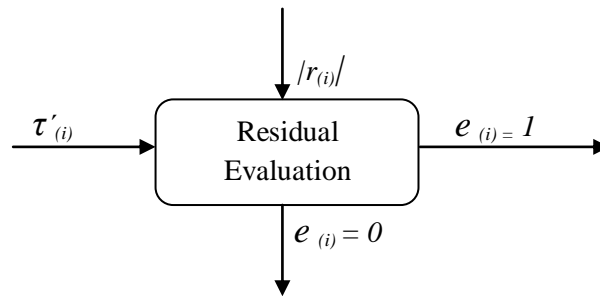 |r(i)|
τ′(i)
Residual
Evaluation
e (i) = 1
e (i) = 0